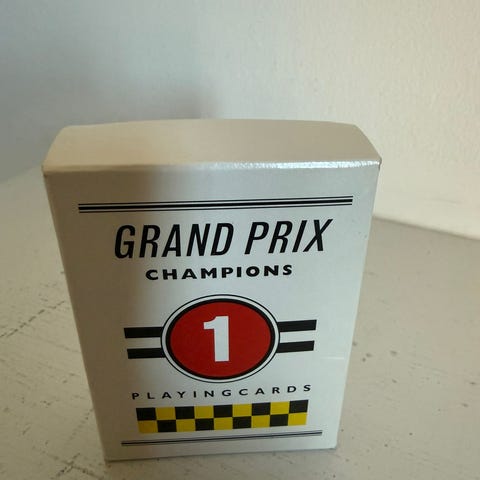 GRAND PRIX
CHAMPIONS
1
PLAYINGCARDS